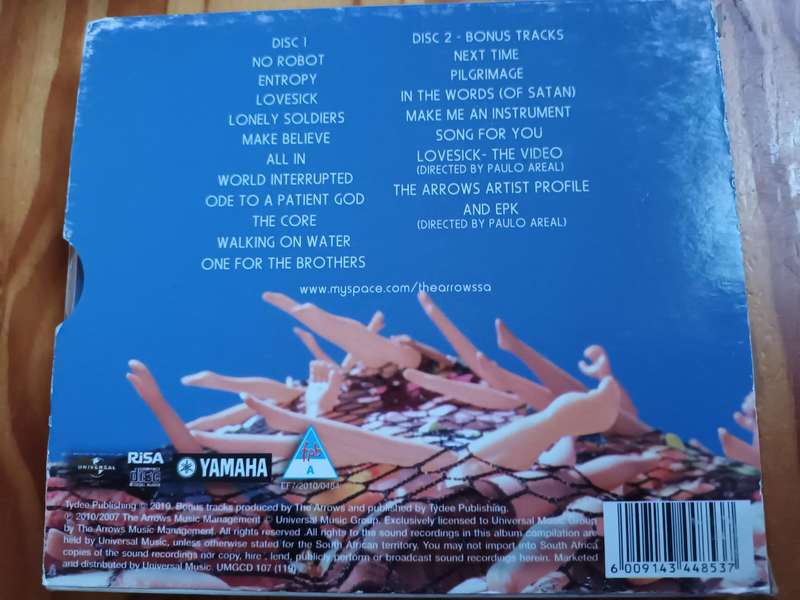 DISC 1
NO ROBOT
ENTROPY
LOVESICK
LONELY SOLDIERS
MAKE BELIEVE
ALL IN
WORLD INTERRUPTED
ODE TO A PATIENT GOD
THE CORE
WALKING ON WATER
ONE FOR THE BROTHERS
DISC 2 - BONUS TRACKS
NEXT TIME
PILGRIMAGE
IN THE WORDS (OF SATAN)
MAKE ME AN INSTRUMENT
SONG FOR YOU
LOVESICK- THE VIDEO
(DIRECTED BY PAULO AREAL)
THE ARROWS ARTIST PROFILE
AND EPK
(DIRECTED BY PAULO AREAL)
www.myspace.com/thearrowssa
UNIVERSAL
RiSA
COMPACT
disc
DIGITAL AUDIO
YAMAHA
fpb
A
EF7/2010/0484
Tydee Publishing © 2010. Bonus tracks produced by The Arrows and published by Tydee Publishing.
℗ 2010/2007 The Arrows Music Management © Universal Music Group. Exclusively licensed to Universal Music Group
by The Arrows Music Management. All rights reserved .All rights to the sound recordings in this album compilation are
held by Universal Music, unless otherwise stated for the South African territory. You may not import into South Africa
copies of the sound recordings nor copy, hire , lend, publicly perform or broadcast sound recordings herein. Marketed
and distributed by Universal Music. UMGCD 107 (119)
6 009143 448537